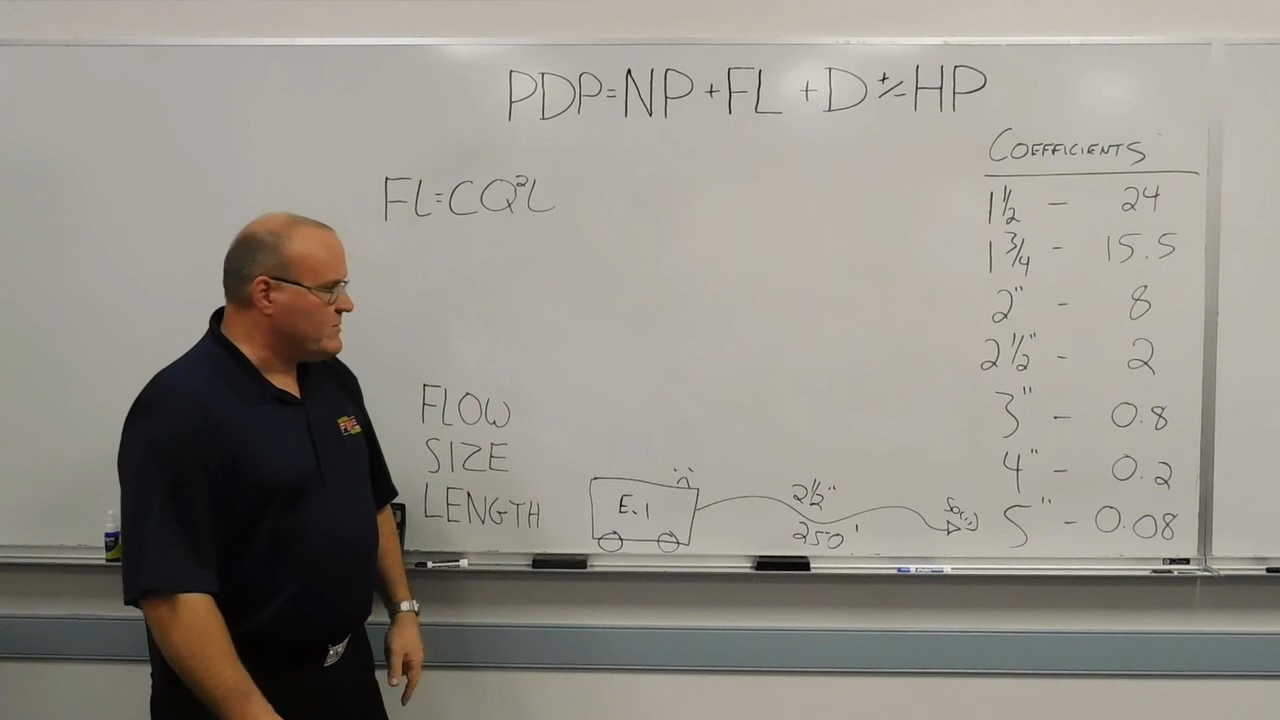 PDP=NP+FL+D+/-HP
COEFFICIENTS
FL=CQ²L
1½ - 24
1¾ - 15.5
2" - 8
2½" - 2
3" - 0.8
4" - 0.2
5" - 0.08
FLOW
SIZE
LENGTH
E.1
2½"
250'
FIRE